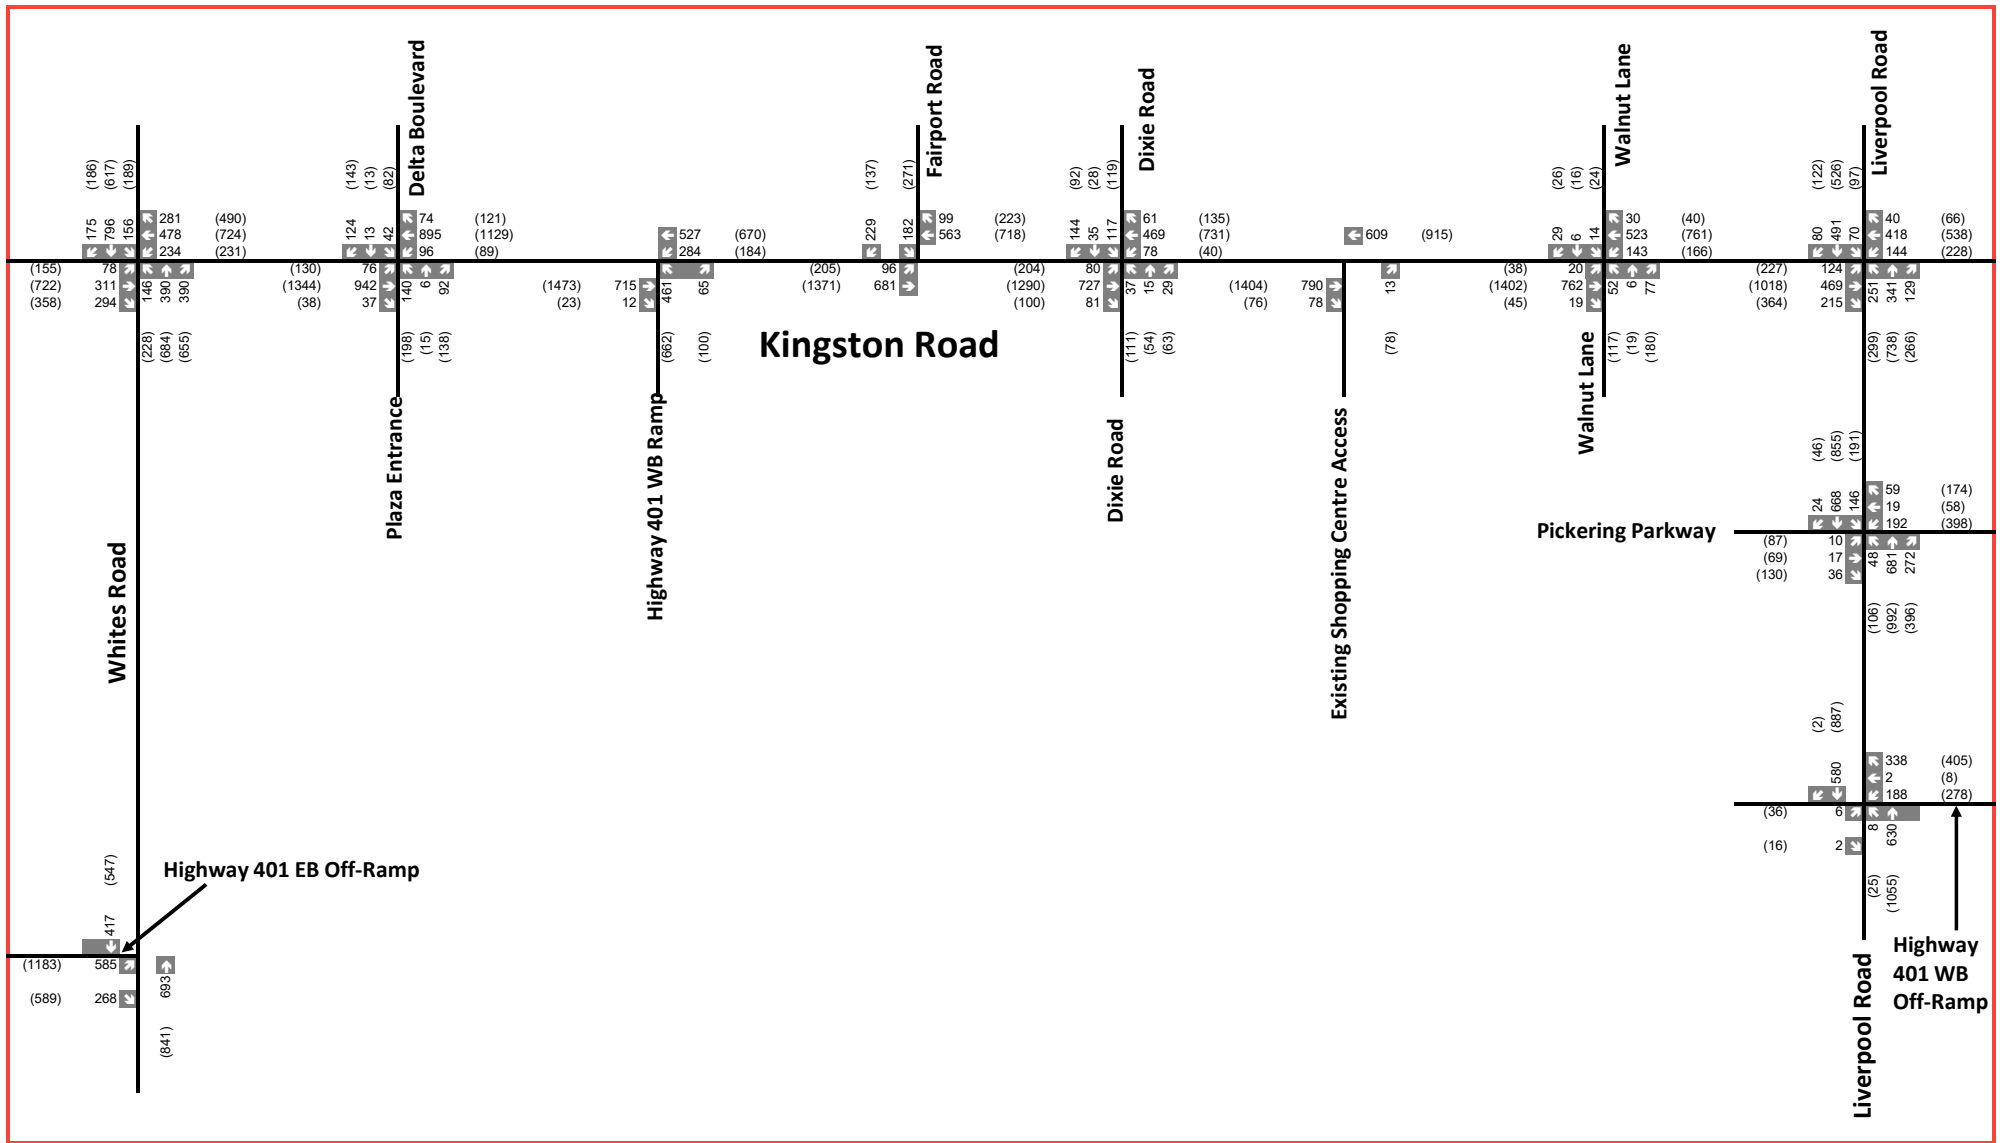 Delta Boulevard
Fairport Road
Dixie Road
Walnut Lane
Liverpool Road
(186) (617) (189)
(143) (13) (82)
(137) (271)
(92) (28) (119)
(26) (16) (24)
(122) (526) (97)
175 796 156
124 13 42
229 182
144 35 117
29 6 14
80 491 70
281 (490)
478 (724)
234 (231)
74 (121)
895 (1129)
96 (89)
527 (670)
284 (184)
99 (223)
563 (718)
61 (135)
469 (731)
78 (40)
609 (915)
30 (40)
523 (761)
143 (166)
40 (66)
418 (538)
144 (228)
(155) 78
(722) 311
(358) 294
146 390 390
(228) (684) (655)
(130) 76
(1344) 942
(38) 37
140 6 92
(198) (15) (138)
(1473) 715
(23) 12
461 65
(662) (100)
(205) 96
(1371) 681
(204) 80
(1290) 727
(100) 81
37 15 29
(111) (54) (63)
(1404) 790
(76) 78
13
(78)
(38) 20
(1402) 762
(45) 19
52 6 77
(117) (19) (180)
(227) 124
(1018) 469
(364) 215
251 341 129
(299) (738) (266)
Kingston Road
Whites Road
Plaza Entrance
Highway 401 WB Ramp
Dixie Road
Existing Shopping Centre Access
Walnut Lane
(46) (855) (191)
24 668 146
59 (174)
19 (58)
192 (398)
Pickering Parkway
(87) 10
(69) 17
(130) 36
48 681 272
(106) (992) (396)
(2) (887)
580
338 (405)
2 (8)
188 (278)
(36) 6
(16) 2
8 630
(25) (1055)
Highway
401 WB
Off-Ramp
Liverpool Road
Highway 401 EB Off-Ramp
(547)
417
(1183) 585
(589) 268
693
(841)